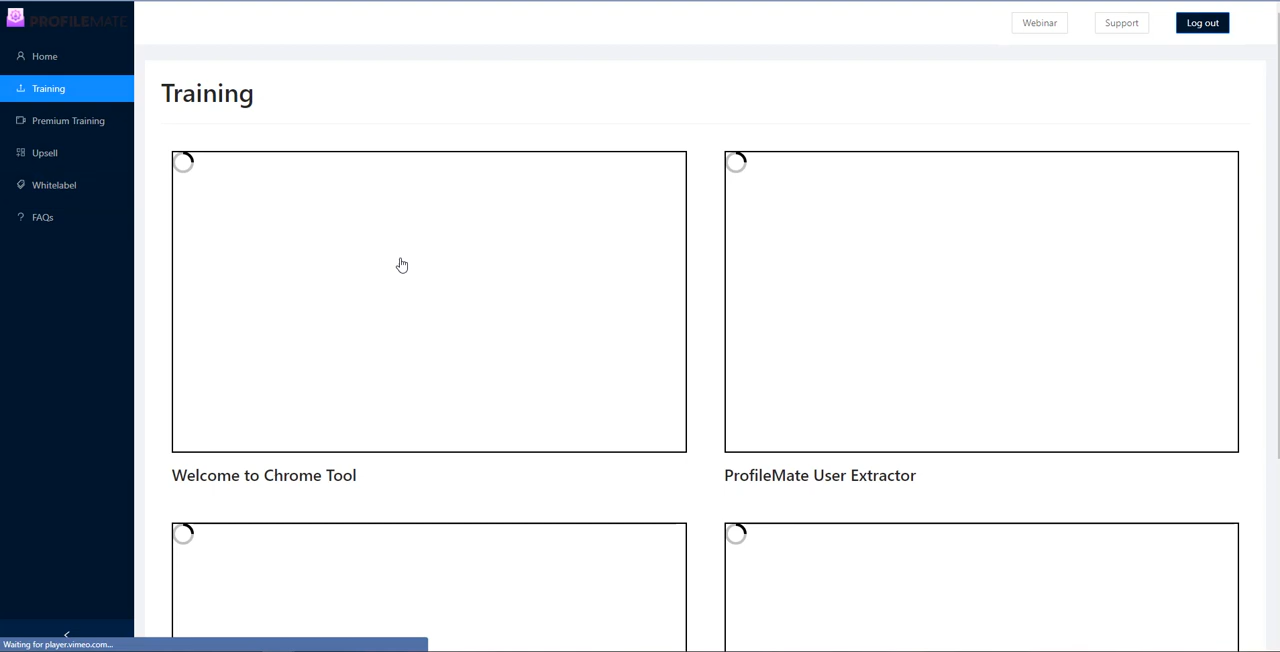 PROFILEMATE
Webinar
Support
Log out
Home
Training
Premium Training
Upsell
Whitelabel
? FAQs
Training
Welcome to Chrome Tool
ProfileMate User Extractor
<
Waiting for player.vimeo.com...